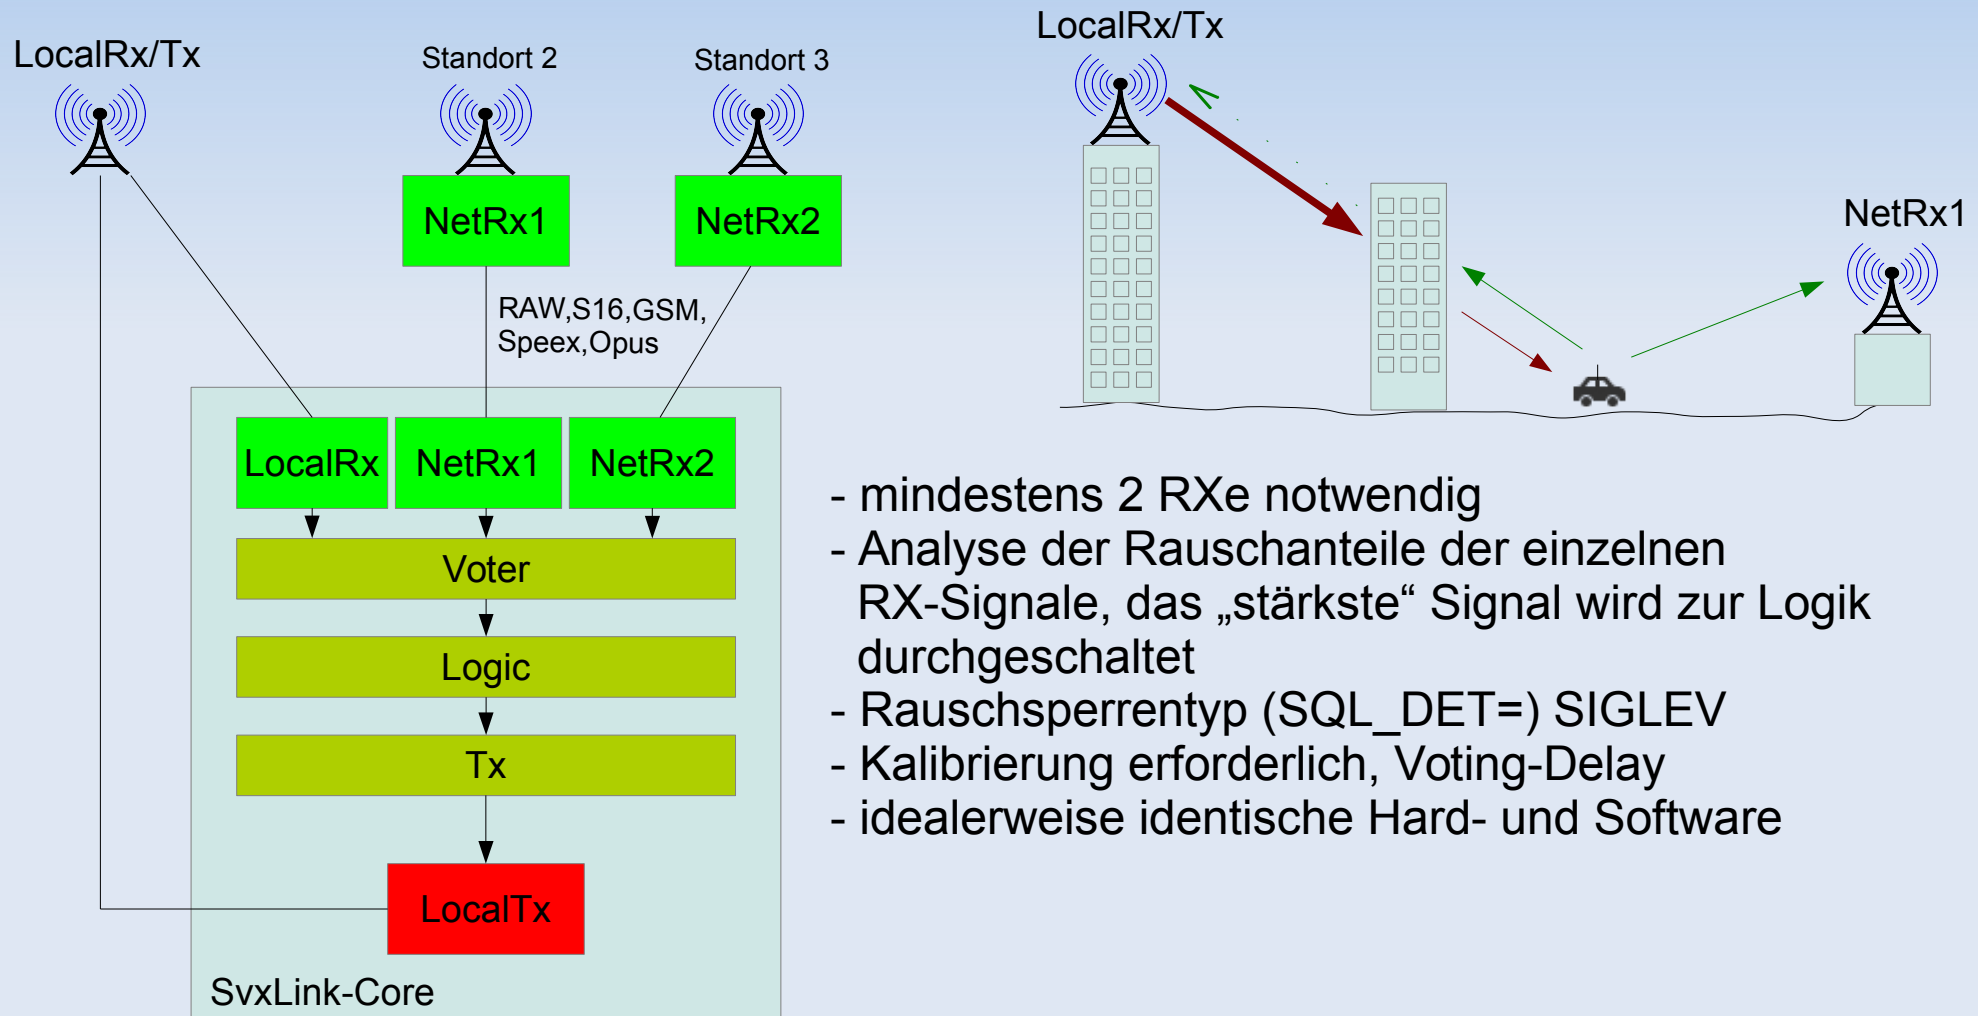 LocalRx/Tx
Standort 2
Standort 3
NetRx1
NetRx2
RAW,S16,GSM,
Speex,Opus
LocalRx
NetRx1
NetRx2
Voter
Logic
Tx
LocalTx
SvxLink-Core
LocalRx/Tx
NetRx1
- mindestens 2 RXe notwendig
- Analyse der Rauschanteile der einzelnen
RX-Signale, das „stärkste“ Signal wird zur Logik
durchgeschaltet
- Rauschsperrentyp (SQL_DET=) SIGLEV
- Kalibrierung erforderlich, Voting-Delay
- idealerweise identische Hard- und Software